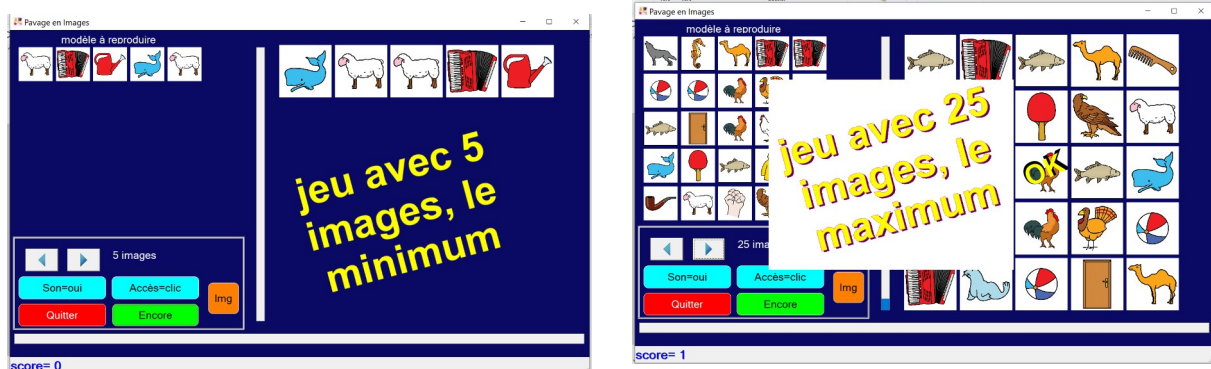 Pavage en Images
modèle à reproduire
jeu avec 5
images, le
minimum
5 images
Son=oui
Accès=clic
Img
Quitter
Encore
score= 0
Pavage en Images
modèle à reproduire
jeu avec 25
images, le
maximum
OK
25 ima
Son=oui
Accès=clic
Img
Quitter
Encore
score= 1